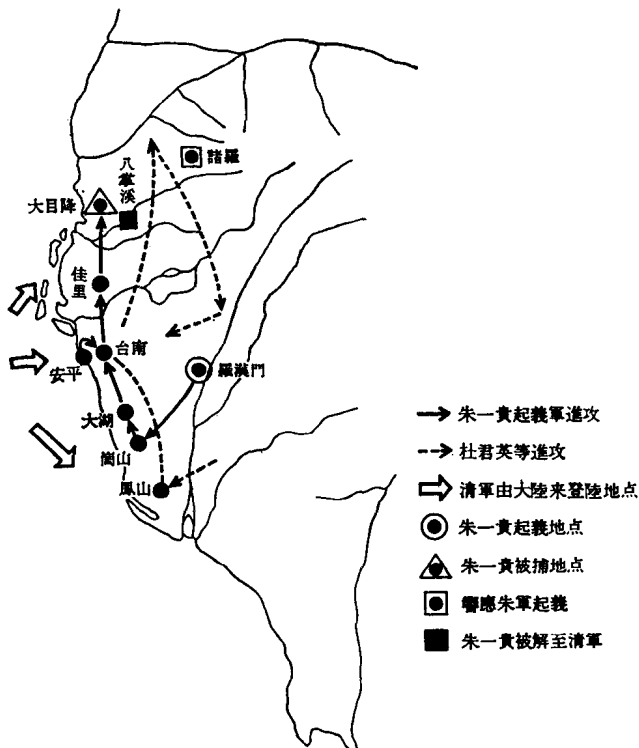 諸羅
八掌溪
大目降
佳里
台南
安平
羅漢門
大湖
崗山
鳳山
朱一貴起義軍進攻
杜君英等進攻
清軍由大陸来登陸地点
朱一貴起義地点
朱一貴被捕地点
響應朱軍起義
朱一貴被解至清軍